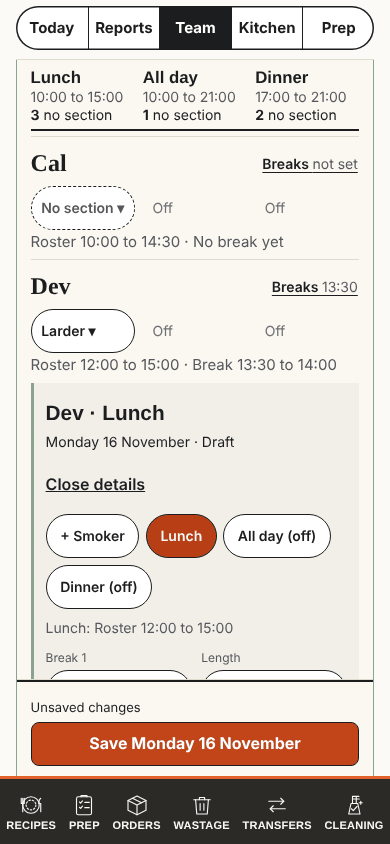 Today Reports Team Kitchen Prep
Lunch All day Dinner
10:00 to 15:00 10:00 to 21:00 17:00 to 21:00
3 no section 1 no section 2 no section
Cal Breaks not set
No section ▾ Off Off
Roster 10:00 to 14:30 · No break yet
Dev Breaks 13:30
Larder ▾ Off Off
Roster 12:00 to 15:00 · Break 13:30 to 14:00
Dev · Lunch
Monday 16 November · Draft
Close details
+ Smoker Lunch All day (off)
Dinner (off)
Lunch: Roster 12:00 to 15:00
Break 1 Length
Unsaved changes
Save Monday 16 November
RECIPES PREP ORDERS WASTAGE TRANSFERS CLEANING